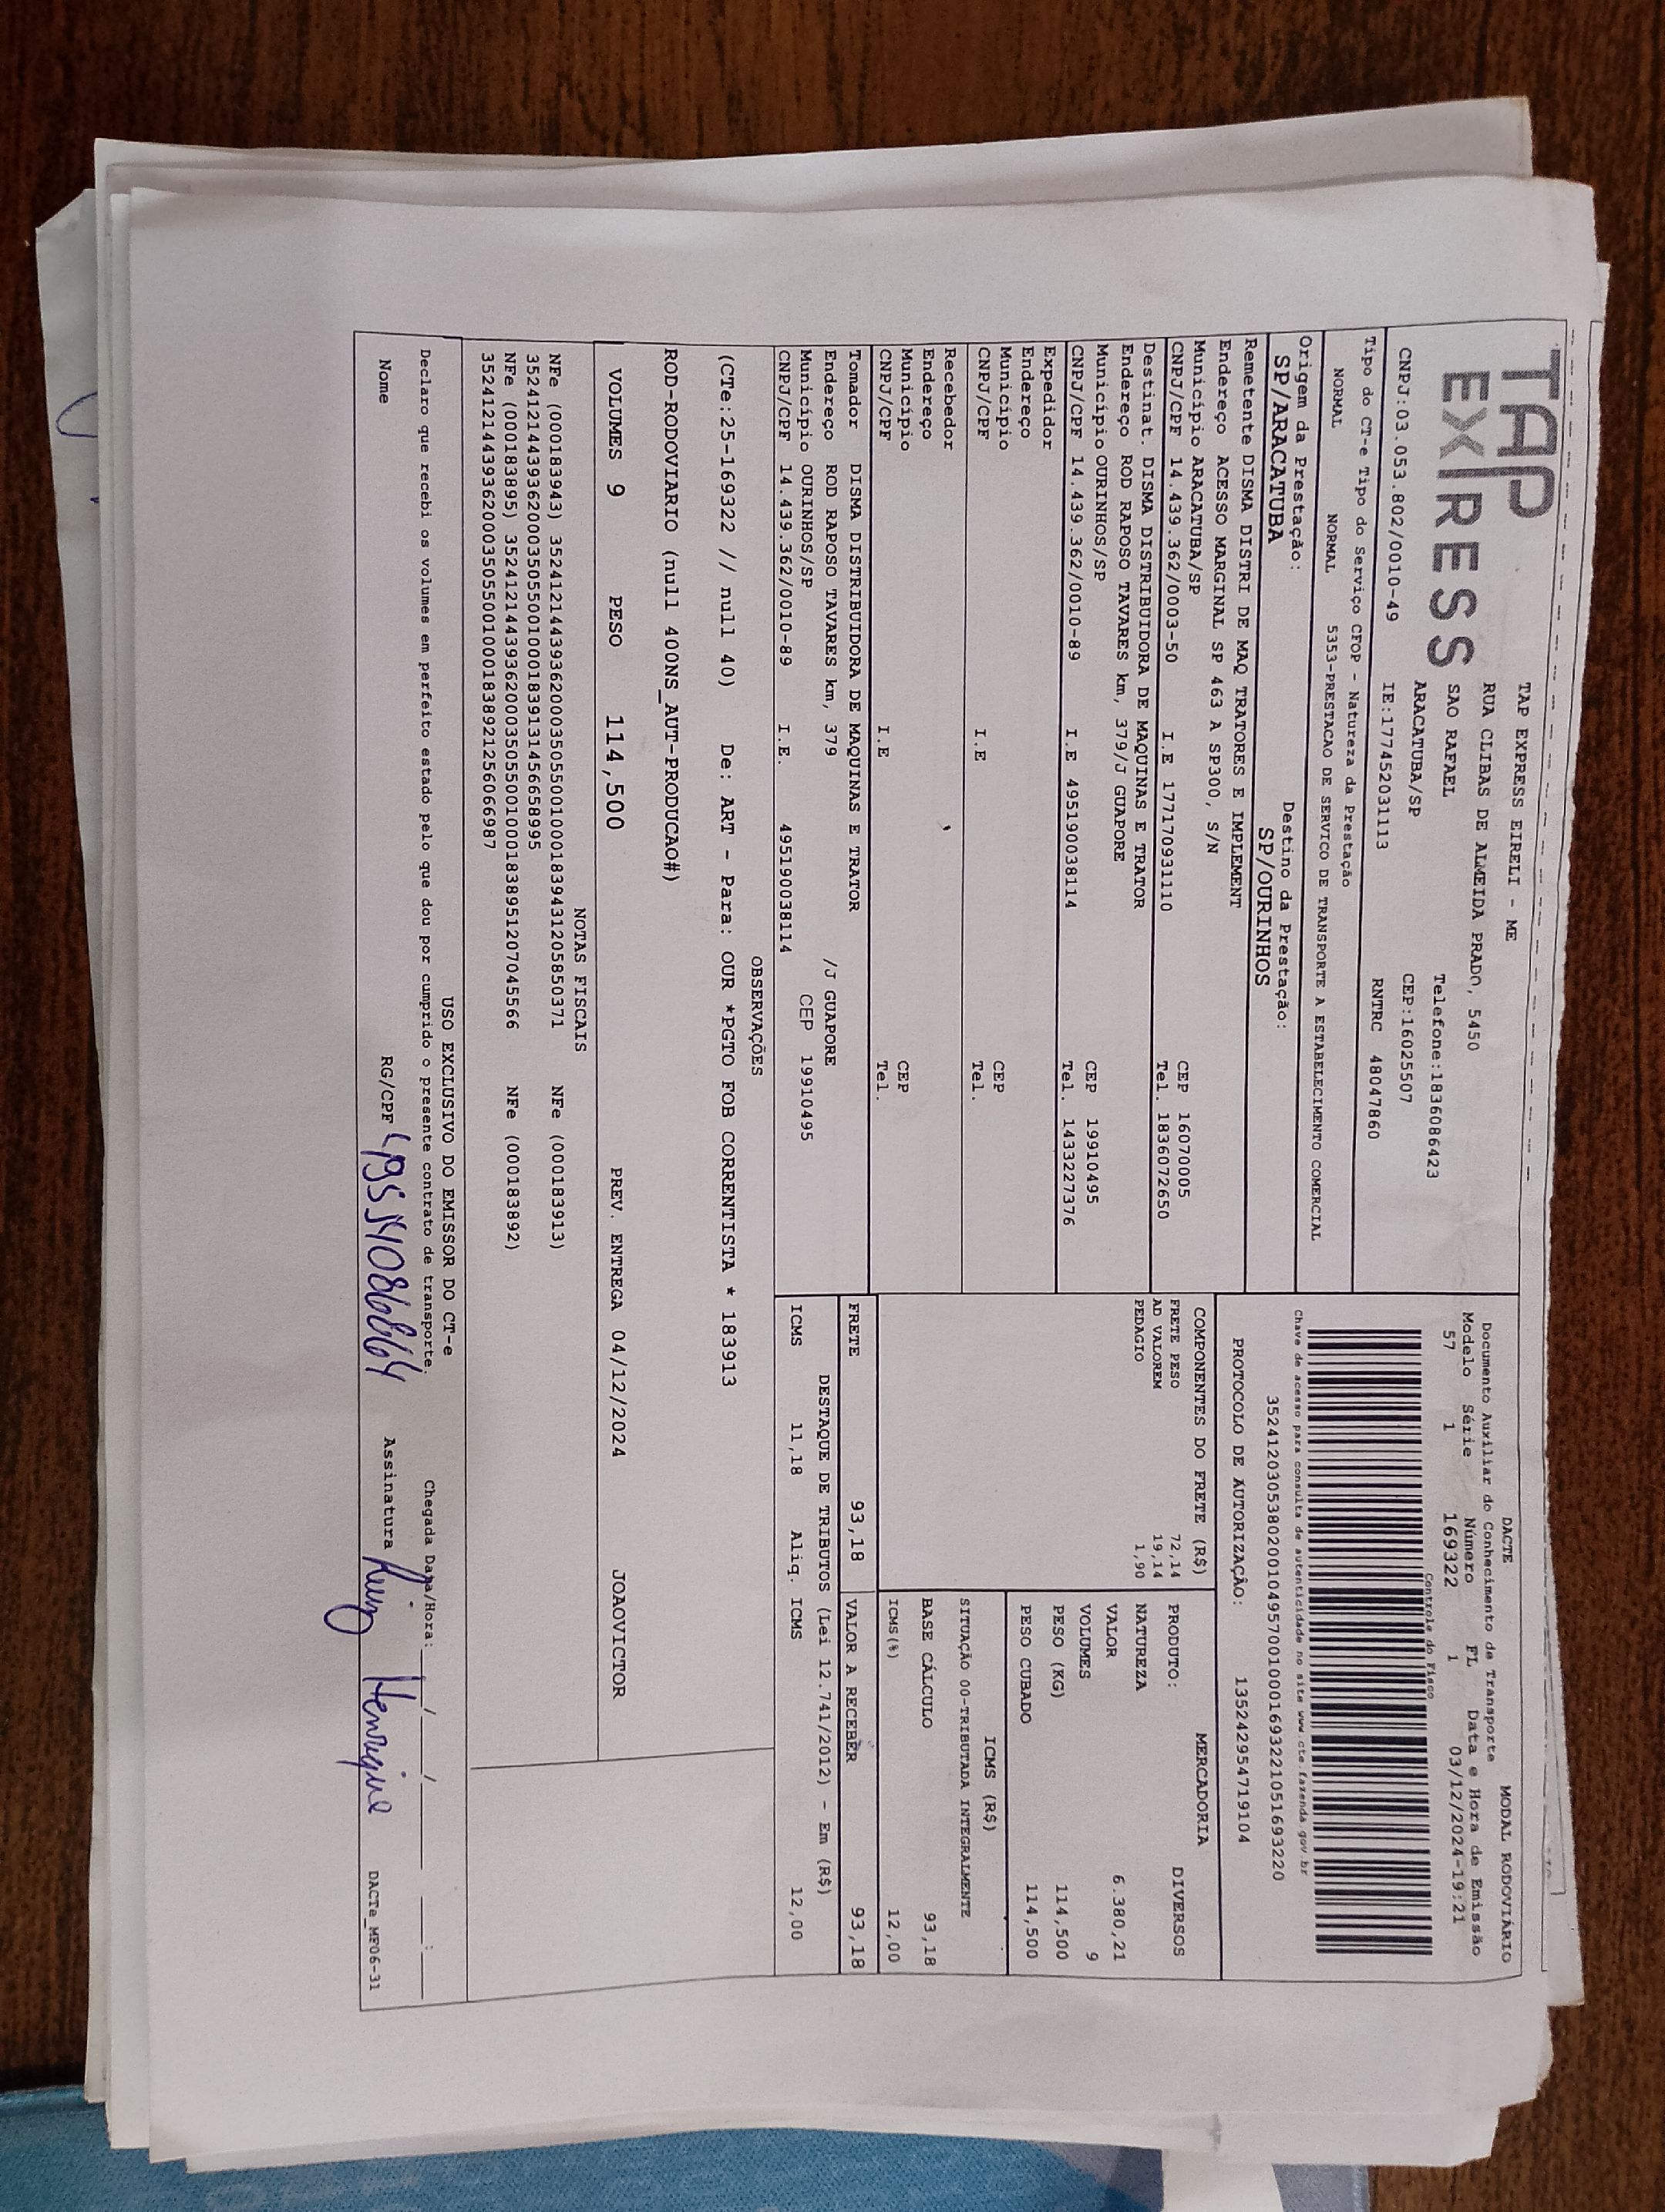 TAP
EXPRESS
TAP EXPRESS EIRELI - ME
RUA CLIBAS DE ALMEIDA PRADO, 5450
SAO RAFAEL
Telefone:1836086423
ARACATUBA/SP
CEP:16025507
CNPJ:03.053.802/0010-49
IE:177452031113
RNTRC 48047860
DACTE
MODAL RODOVIÁRIO
Documento Auxiliar do Conhecimento de Transporte
Modelo Série Número FL Data e Hora de Emissão
57 1 169322 1 03/12/2024-19:21
Controle do Fisco
Tipo do CT-e Tipo do Serviço CFOP - Natureza da Prestação
NORMAL NORMAL 5353-PRESTACAO DE SERVICO DE TRANSPORTE A ESTABELECIMENTO COMERCIAL
Chave de acesso para consulta de autenticidade no site www.cte.fazenda.gov.br
35241203053802001049570010001693221051693220
Origem da Prestação:
SP/ARACATUBA
Destino da Prestação:
SP/OURINHOS
PROTOCOLO DE AUTORIZAÇÃO: 135242954719104
Remetente DISMA DISTRI DE MAQ TRATORES E IMPLEMENT
Endereço ACESSO MARGINAL SP 463 A SP300, S/N
Município ARACATUBA/SP CEP 16070005
CNPJ/CPF 14.439.362/0003-50 I.E 177170931110 Tel. 1836072650
Destinat. DISMA DISTRIBUIDORA DE MAQUINAS E TRATOR
Endereço ROD RAPOSO TAVARES km, 379/J GUAPORE
Município OURINHOS/SP CEP 19910495
CNPJ/CPF 14.439.362/0010-89 I.E 495190038114 Tel. 1433227376
Expedidor
Endereço
Município CEP
CNPJ/CPF I.E Tel.
Recebedor
Endereço
Município CEP
CNPJ/CPF I.E Tel.
Tomador DISMA DISTRIBUIDORA DE MAQUINAS E TRATOR
Endereço ROD RAPOSO TAVARES km, 379 /J GUAPORE
Município OURINHOS/SP CEP 19910495
CNPJ/CPF 14.439.362/0010-89 I.E. 495190038114
COMPONENTES DO FRETE (R$)
FRETE PESO 72,14
AD VALOREM 19,14
PEDAGIO 1,90
MERCADORIA
PRODUTO: DIVERSOS
NATUREZA
VALOR 6.380,21
VOLUMES 9
PESO (KG) 114,500
PESO CUBADO 114,500
ICMS (R$)
SITUAÇÃO 00-TRIBUTADA INTEGRALMENTE
BASE CÁLCULO 93,18
ICMS(%) 12,00
FRETE 93,18 VALOR A RECEBER 93,18
DESTAQUE DE TRIBUTOS (Lei 12.741/2012) - Em (R$)
ICMS 11,18 Aliq. ICMS 12,00
OBSERVAÇÕES
(CTe:25-169322 // null 40) De: ART - Para: OUR *PGTO FOB CORRENTISTA * 183913
ROD-RODOVIARIO (null 400NS_AUT-PRODUCAO#)
VOLUMES 9 PESO 114,500 PREV. ENTREGA 04/12/2024 JOAOVICTOR
NOTAS FISCAIS
NFe (000183943) 35241214439362000350550010001839431205850371 NFe (000183913)
35241214439362000350550010001839131456658995
NFe (000183895) 35241214439362000350550010001838951207045566 NFe (000183892)
35241214439362000350550010001838921256066987
USO EXCLUSIVO DO EMISSOR DO CT-e
Declaro que recebi os volumes em perfeito estado pelo que dou por cumprido o presente contrato de transporte.
Chegada Data/Hora: / / :
Nome RG/CPF Assinatura Henrique DACTe_MF06-31